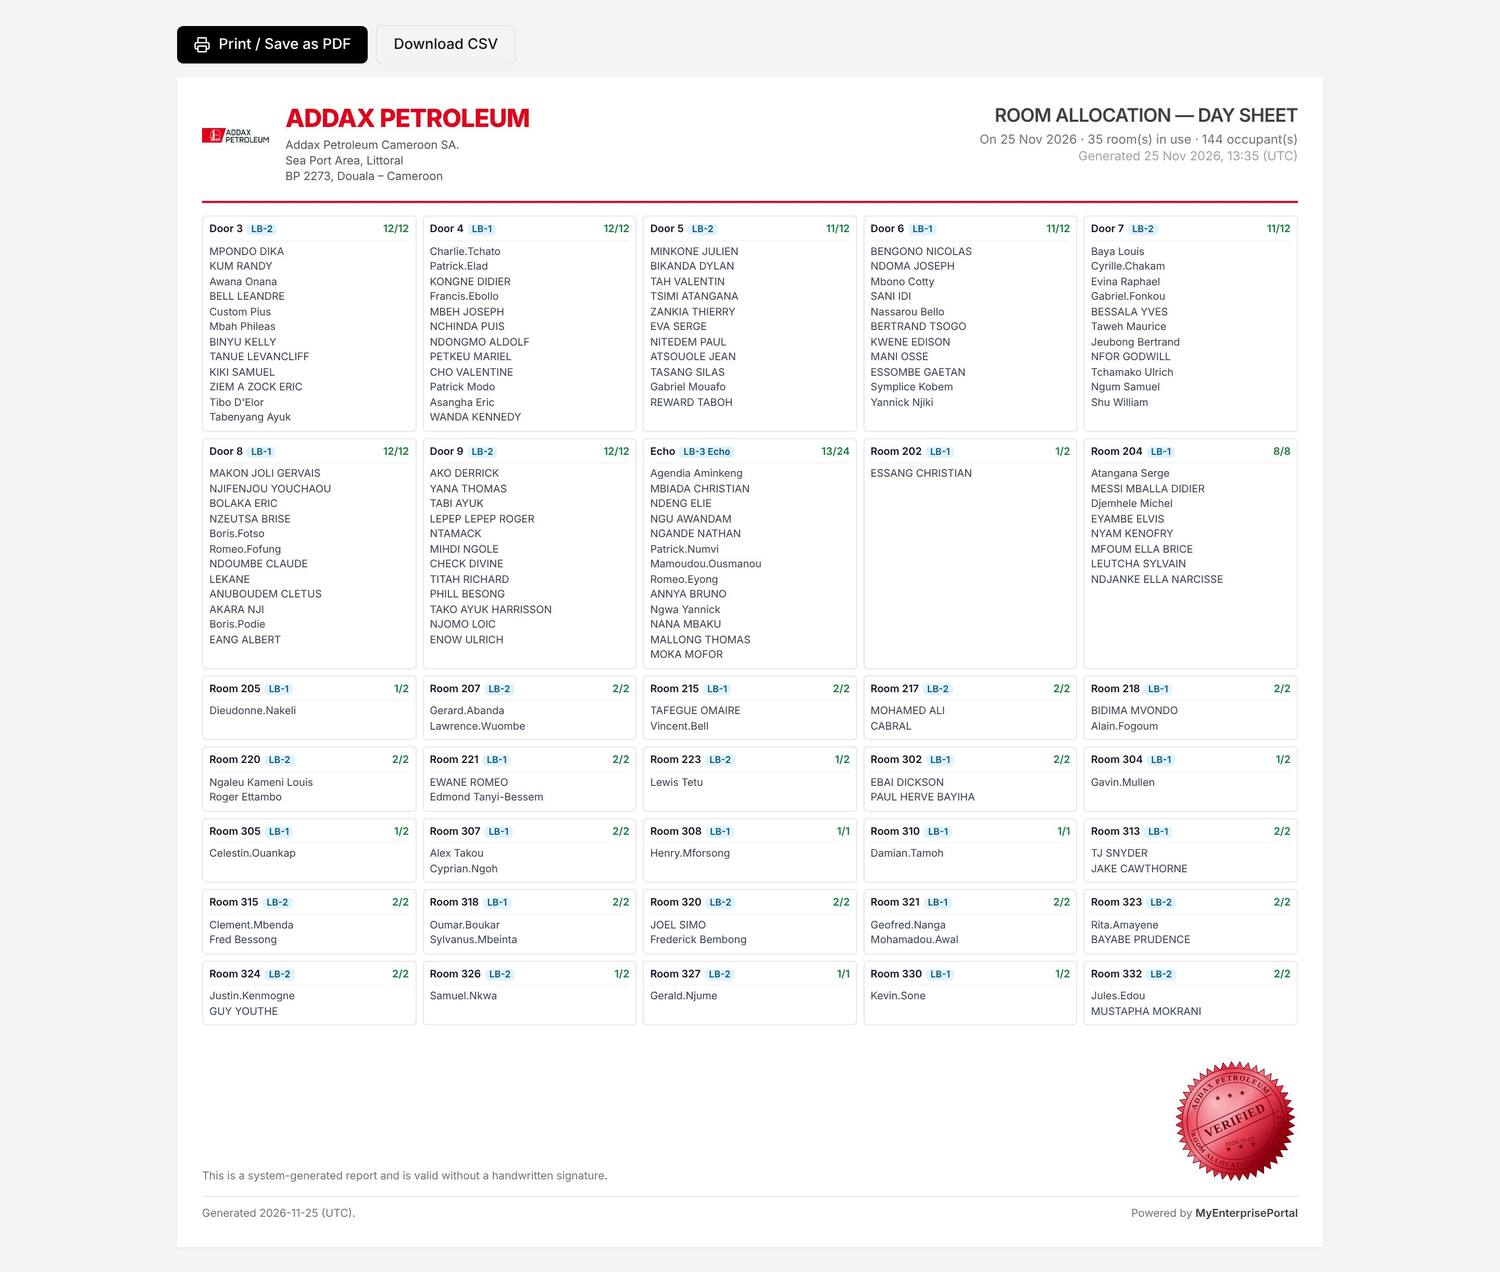 Print / Save as PDF
Download CSV
ADDAX PETROLEUM
ADDAX PETROLEUM
Addax Petroleum Cameroon SA.
Sea Port Area, Littoral
BP 2273, Douala – Cameroon
ROOM ALLOCATION — DAY SHEET
On 25 Nov 2026 · 35 room(s) in use · 144 occupant(s)
Generated 25 Nov 2026, 13:35 (UTC)
Door 3 LB-2 12/12
MPONDO DIKA
KUM RANDY
Awana Onana
BELL LEANDRE
Custom Pius
Mbah Phileas
BINYU KELLY
TANUE LEVANCLIFF
KIKI SAMUEL
ZIEM A ZOCK ERIC
Tibo D'Elor
Tabenyang Ayuk
Door 4 LB-1 12/12
Charlie.Tchato
Patrick.Elad
KONGNE DIDIER
Francis.Ebollo
MBEH JOSEPH
NCHINDA PUIS
NDONGMO ALDOLF
PETKEU MARIEL
CHO VALENTINE
Patrick Modo
Asangha Eric
WANDA KENNEDY
Door 5 LB-2 11/12
MINKONE JULIEN
BIKANDA DYLAN
TAH VALENTIN
TSIMI ATANGANA
ZANKIA THIERRY
EVA SERGE
NITEDEM PAUL
ATSOUOLE JEAN
TASANG SILAS
Gabriel Mouafo
REWARD TABOH
Door 6 LB-1 11/12
BENGONO NICOLAS
NDOMA JOSEPH
Mbono Cotty
SANI IDI
Nassarou Bello
BERTRAND TSOGO
KWENE EDISON
MANI OSSE
ESSOMBE GAETAN
Symplice Kobem
Yannick Njiki
Door 7 LB-2 11/12
Baya Louis
Cyrille.Chakam
Evina Raphael
Gabriel.Fonkou
BESSALA YVES
Taweh Maurice
Jeubong Bertrand
NFOR GODWILL
Tchamako Ulrich
Ngum Samuel
Shu William
Door 8 LB-1 12/12
MAKON JOLI GERVAIS
NJIFENJOU YOUCHAOU
BOLAKA ERIC
NZEUTSA BRISE
Boris.Fotso
Romeo.Fofung
NDOUMBE CLAUDE
LEKANE
ANUBOUDEM CLETUS
AKARA NJI
Boris.Podie
EANG ALBERT
Door 9 LB-2 12/12
AKO DERRICK
YANA THOMAS
TABI AYUK
LEPEP LEPEP ROGER
NTAMACK
MIHDI NGOLE
CHECK DIVINE
TITAH RICHARD
PHILL BESONG
TAKO AYUK HARRISSON
NJOMO LOIC
ENOW ULRICH
Echo LB-3 Echo 13/24
Agendia Aminkeng
MBIADA CHRISTIAN
NDENG ELIE
NGU AWANDAM
NGANDE NATHAN
Patrick.Numvi
Mamoudou.Ousmanou
Romeo.Eyong
ANNYA BRUNO
Ngwa Yannick
NANA MBAKU
MALLONG THOMAS
MOKA MOFOR
Room 202 LB-1 1/2
ESSANG CHRISTIAN
Room 204 LB-1 8/8
Atangana Serge
MESSI MBALLA DIDIER
Djemhele Michel
EYAMBE ELVIS
NYAM KENOFRY
MFOUM ELLA BRICE
LEUTCHA SYLVAIN
NDJANKE ELLA NARCISSE
Room 205 LB-1 1/2
Dieudonne.Nakeli
Room 207 LB-2 2/2
Gerard.Abanda
Lawrence.Wuombe
Room 215 LB-1 2/2
TAFEGUE OMAIRE
Vincent.Bell
Room 217 LB-2 2/2
MOHAMED ALI
CABRAL
Room 218 LB-1 2/2
BIDIMA MVONDO
Alain.Fogoum
Room 220 LB-2 2/2
Ngaleu Kameni Louis
Roger Ettambo
Room 221 LB-1 2/2
EWANE ROMEO
Edmond Tanyi-Bessem
Room 223 LB-2 1/2
Lewis Tetu
Room 302 LB-1 2/2
EBAI DICKSON
PAUL HERVE BAYIHA
Room 304 LB-1 1/2
Gavin.Mullen
Room 305 LB-1 1/2
Celestin.Ouankap
Room 307 LB-1 2/2
Alex Takou
Cyprian.Ngoh
Room 308 LB-1 1/1
Henry.Mforsong
Room 310 LB-1 1/1
Damian.Tamoh
Room 313 LB-1 2/2
TJ SNYDER
JAKE CAWTHORNE
Room 315 LB-2 2/2
Clement.Mbenda
Fred Bessong
Room 318 LB-1 2/2
Oumar.Boukar
Sylvanus.Mbeinta
Room 320 LB-2 2/2
JOEL SIMO
Frederick Bembong
Room 321 LB-1 2/2
Geofred.Nanga
Mohamadou.Awal
Room 323 LB-2 2/2
Rita.Amayene
BAYABE PRUDENCE
Room 324 LB-2 2/2
Justin.Kenmogne
GUY YOUTHE
Room 326 LB-2 1/2
Samuel.Nkwa
Room 327 LB-2 1/1
Gerald.Njume
Room 330 LB-1 1/2
Kevin.Sone
Room 332 LB-2 2/2
Jules.Edou
MUSTAPHA MOKRANI
ADDAX PETROLEUM
VERIFIED
2026-11-25
ROOM ALLOCATION
This is a system-generated report and is valid without a handwritten signature.
Generated 2026-11-25 (UTC).
Powered by MyEnterprisePortal